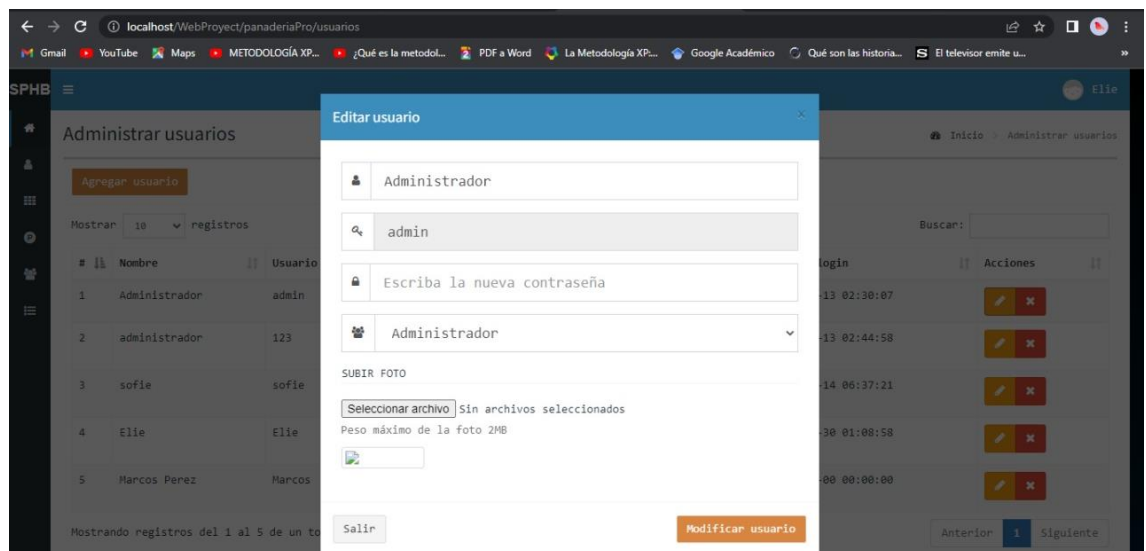 localhost/WebProyect/panaderiaPro/usuarios
Gmail YouTube Maps METODOLOGÍA XP... ¿Qué es la metodol... PDF a Word La Metodología XP:... Google Académico Qué son las historia... El televisor emite u... »
SPHB Elie
Editar usuario ×
Administrar usuarios Inicio > Administrar usuarios
Agregar usuario
Administrador
Mostrar 10 registros Buscar:
admin
# Nombre Usuario login Acciones
Escriba la nueva contraseña
1 Administrador admin -13 02:30:07
2 administrador 123 -13 02:44:58
Administrador
SUBIR FOTO
3 sofie sofie -14 06:37:21
Seleccionar archivo Sin archivos seleccionados
Peso máximo de la foto 2MB
4 Elie Elie -30 01:08:58
5 Marcos Perez Marcos -00 00:00:00
Mostrando registros del 1 al 5 de un to
Salir Modificar usuario
Anterior 1 Siguiente